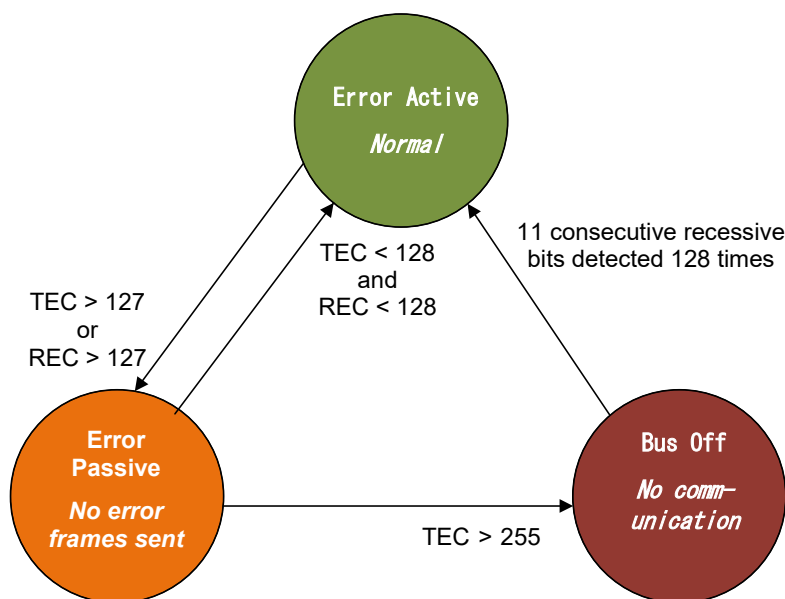 Error Active
Normal
11 consecutive recessive
bits detected 128 times
TEC < 128
and
REC < 128
TEC > 127
or
REC > 127
Error
Passive
No error
frames sent
Bus Off
No comm-
unication
TEC > 255